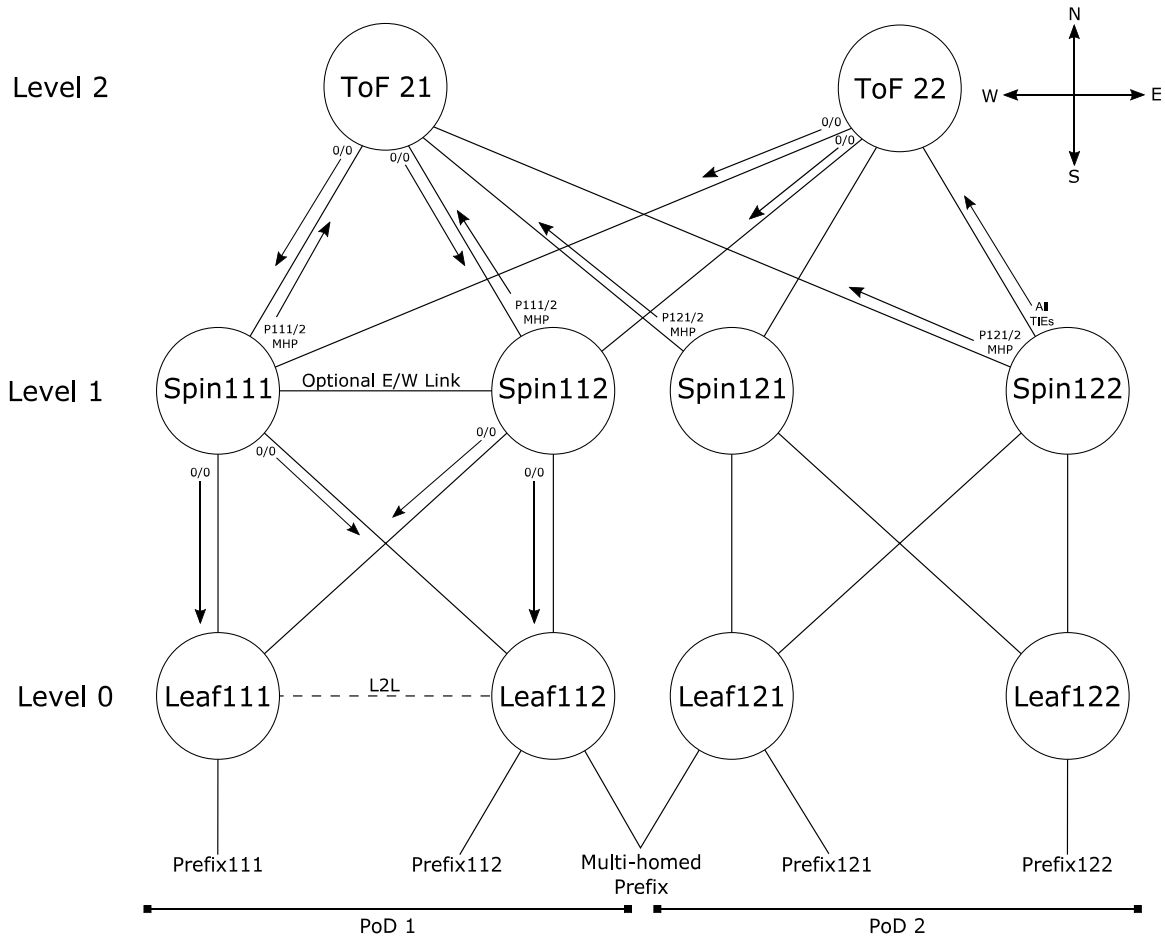 N
Level 2
ToF 21
ToF 22
W
E
S
0/0
0/0
0/0
0/0
P111/2
MHP
P111/2
MHP
P121/2
MHP
P121/2
MHP
All
TIEs
Level 1
Spin111
Optional E/W Link
Spin112
Spin121
Spin122
0/0
0/0
0/0
0/0
Level 0
Leaf111
L2L
Leaf112
Leaf121
Leaf122
Prefix111
Prefix112
Multi-homed
Prefix
Prefix121
Prefix122
PoD 1
PoD 2